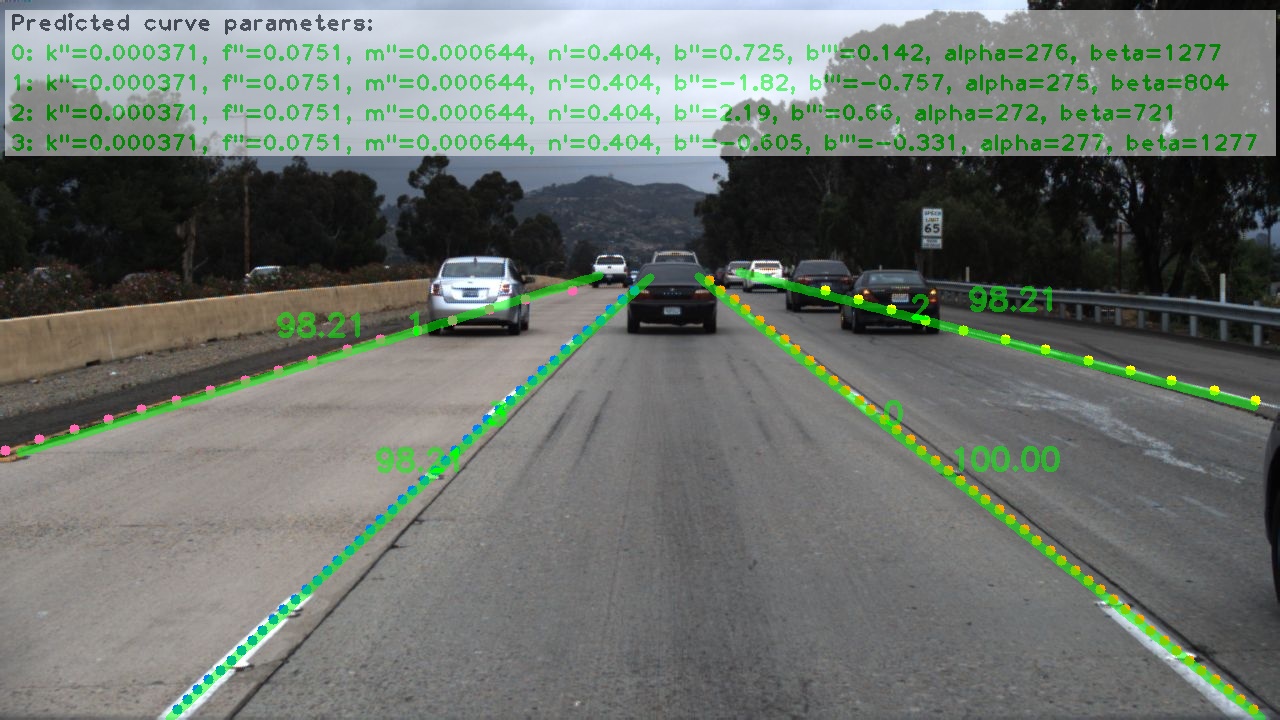 Predicted curve parameters:
0: k''=0.000371, f''=0.0751, m''=0.000644, n'=0.404, b''=0.725, b'''=0.142, alpha=276, beta=1277
1: k''=0.000371, f''=0.0751, m''=0.000644, n'=0.404, b''=-1.82, b'''=-0.757, alpha=275, beta=804
2: k''=0.000371, f''=0.0751, m''=0.000644, n'=0.404, b''=2.19, b'''=0.66, alpha=272, beta=721
3: k''=0.000371, f''=0.0751, m''=0.000644, n'=0.404, b''=-0.605, b'''=-0.331, alpha=277, beta=1277
SPEED
LIMIT
65
98.21 1
2 98.21
0
98.21
100.00